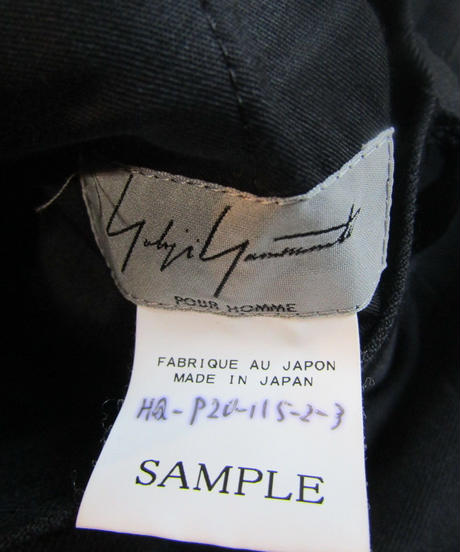 Yohji Yamamoto
POUR HOMME
FABRIQUE AU JAPON
MADE IN JAPAN
HQ-P20-115-2-3
SAMPLE